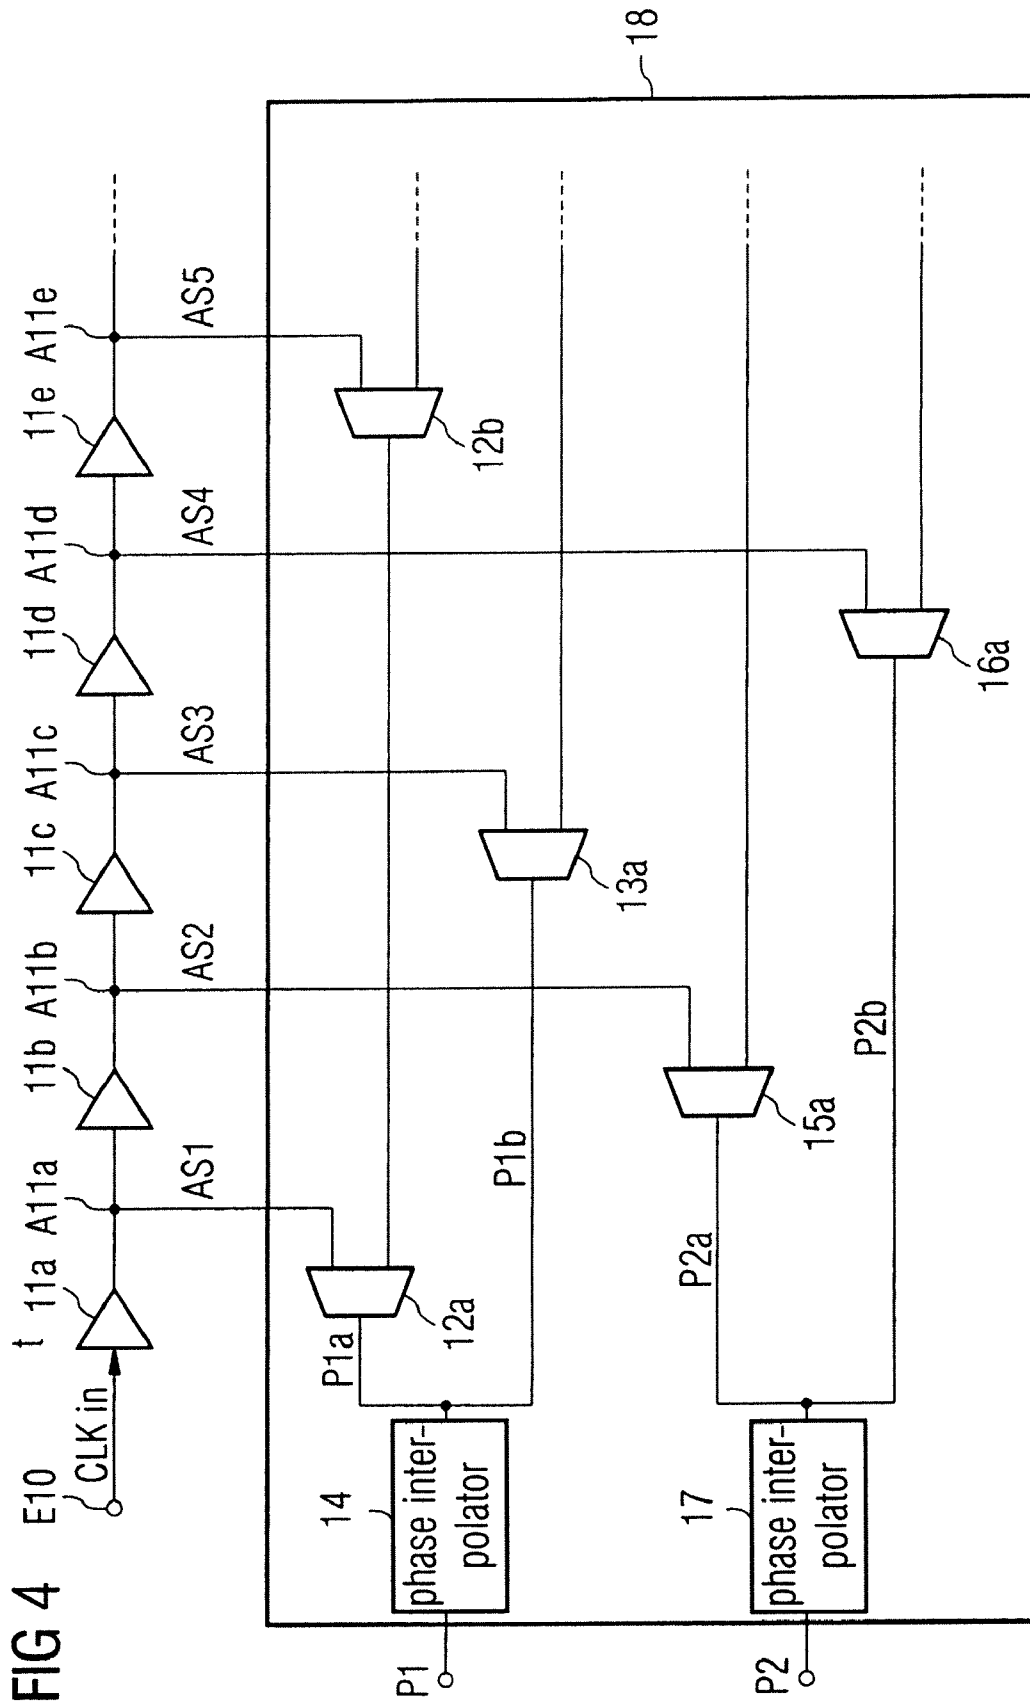 FIG 4
E10
CLK in
t
11a
A11a
11b
A11b
11c
A11c
11d
A11d
11e
A11e
AS1
AS2
AS3
AS4
AS5
18
12a
12b
P1a
P1b
13a
14
phase inter-
polator
P1
15a
16a
P2a
P2b
17
phase inter-
polator
P2